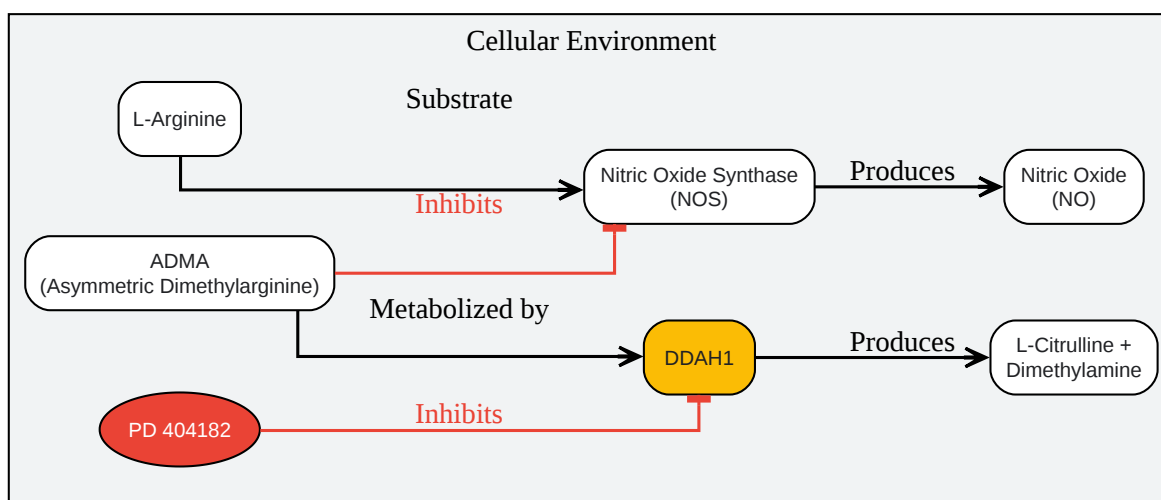 Cellular Environment
Substrate
L-Arginine
Nitric Oxide Synthase
(NOS)
Produces
Nitric Oxide
(NO)
Inhibits
ADMA
(Asymmetric Dimethylarginine)
Metabolized by
DDAH1
Produces
L-Citrulline +
Dimethylamine
PD 404182
Inhibits